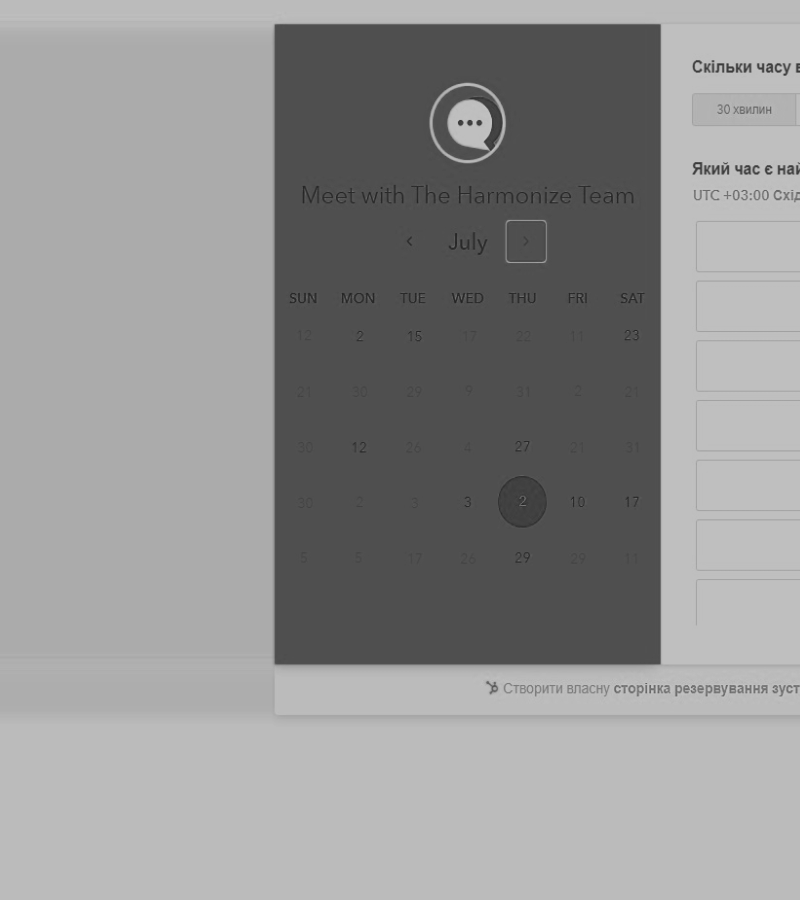 Скільки часу в
30 хвилин
Meet with The Harmonize Team
Який час є най
UTC +03:00 Схід
July
SUN MON TUE WED THU FRI SAT
12 2 15 17 22 11 23
21 30 29 9 31 2 21
30 12 26 4 27 21 31
30 2 3 3 2 10 17
5 5 17 26 29 29 11
Створити власну сторінка резервування зуст